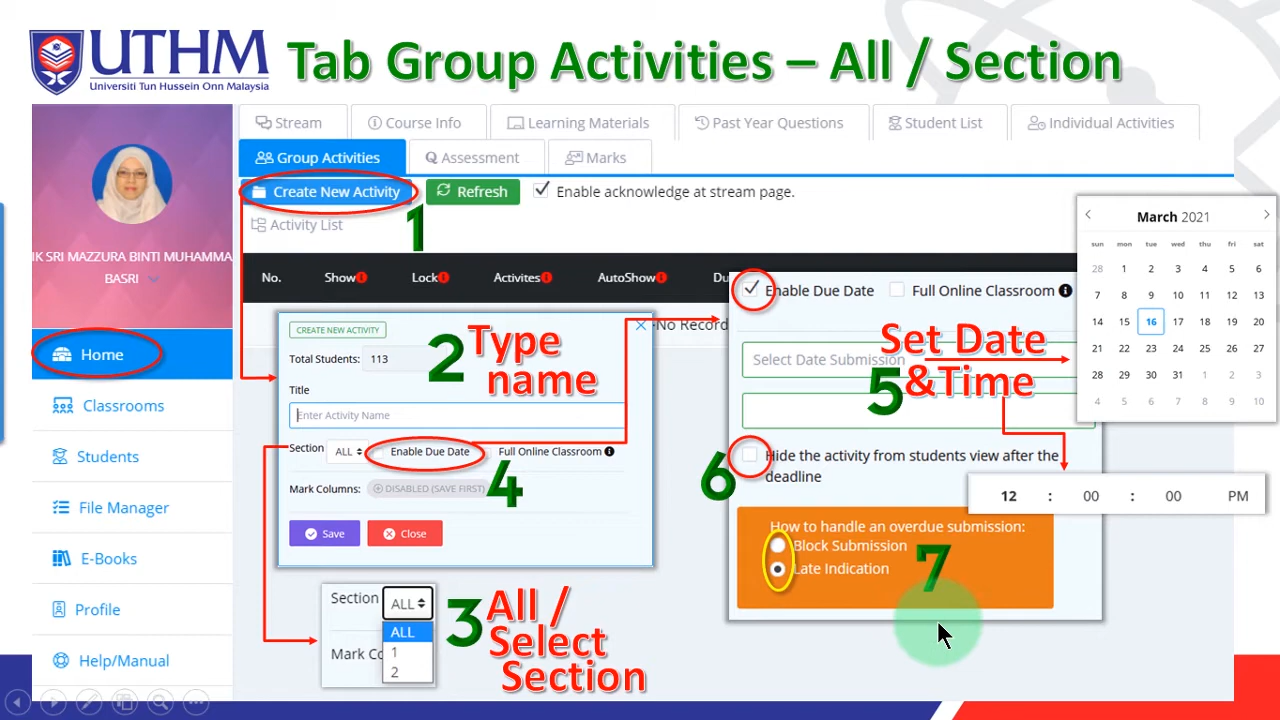 UTHM
Universiti Tun Hussein Onn Malaysia
Tab Group Activities – All / Section
IK SRI MAZZURA BINTI MUHAMMA
BASRI
Home
Classrooms
Students
File Manager
E-Books
Profile
Help/Manual
Stream
Course Info
Learning Materials
Past Year Questions
Student List
Individual Activities
Group Activities
Assessment
Marks
Create New Activity
Refresh
Enable acknowledge at stream page.
1
Activity List
No.
Show
Lock
Activites
AutoShow
Du
No Record
CREATE NEW ACTIVITY
Total Students: 113
2 Type
name
Title
Enter Activity Name
Section ALL Enable Due Date Full Online Classroom
4
Mark Columns: DISABLED (SAVE FIRST)
Save
Close
Section ALL
ALL
1
2
Mark Co
3 All /
Select
Section
Enable Due Date Full Online Classroom
Select Date Submission
5 Set Date
&Time
6
Hide the activity from students view after the
deadline
How to handle an overdue submission:
Block Submission
Late Indication
7
March 2021
sun mon tue wed thu fri sat
28 1 2 3 4 5 6
7 8 9 10 11 12 13
14 15 16 17 18 19 20
21 22 23 24 25 26 27
28 29 30 31 1 2 3
4 5 6 7 8 9 10
12 : 00 : 00 PM